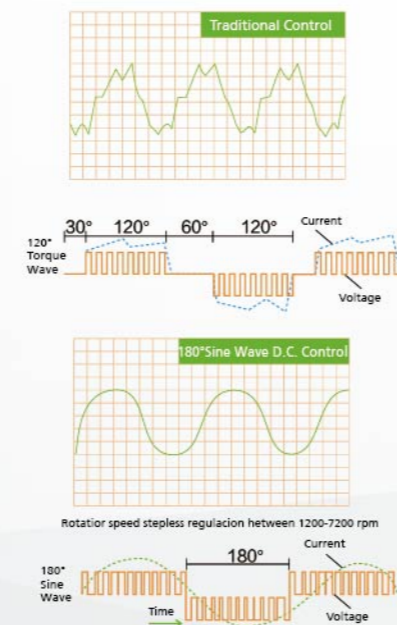 Traditional Control
30° 120° 60° 120°
Current
120°
Torque
Wave
Voltage
180°Sine Wave D.C. Control
Rotatior speed stepless regulacion hetween 1200-7200 rpm
180°
Current
180°
Sine
Wave
Time
Voltage